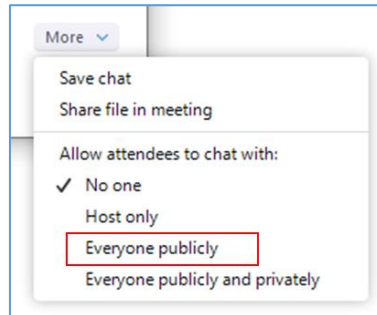 More
Save chat
Share file in meeting
Allow attendees to chat with:
No one
Host only
Everyone publicly
Everyone publicly and privately